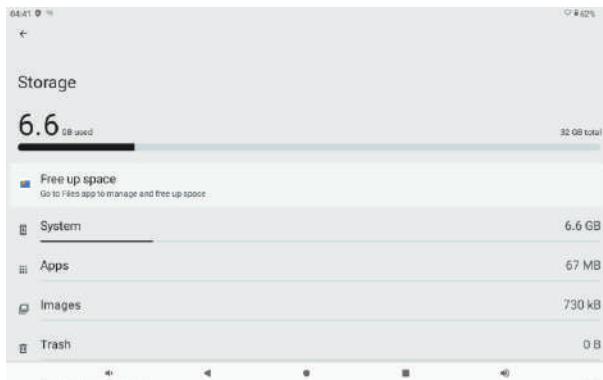 04:41
62%
Storage
6.6 GB used
32 GB total
Free up space
Go to Files app to manage and free up space
System
6.6 GB
Apps
67 MB
Images
730 kB
Trash
0 B